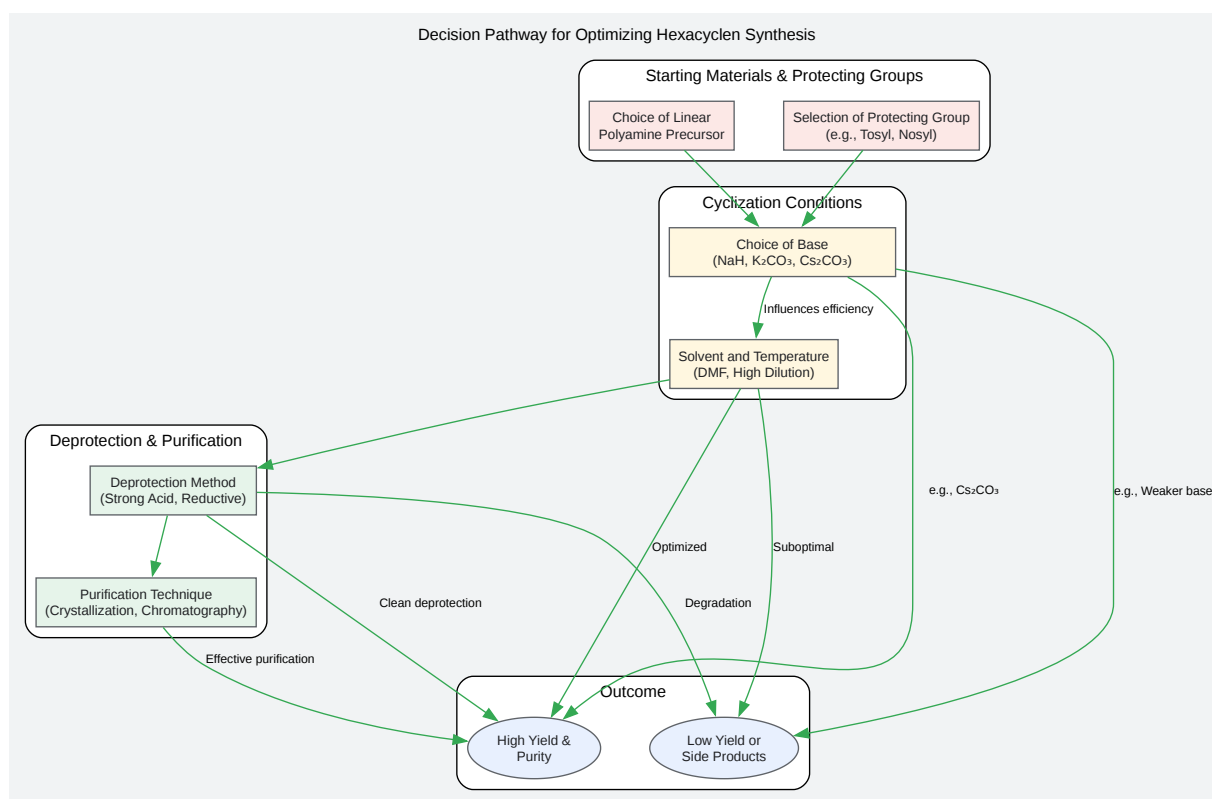 Decision Pathway for Optimizing Hexacyclen Synthesis
Starting Materials & Protecting Groups
Choice of Linear
Polyamine Precursor
Selection of Protecting Group
(e.g., Tosyl, Nosyl)
Cyclization Conditions
Choice of Base
(NaH, K₂CO₃, Cs₂CO₃)
Influences efficiency
Solvent and Temperature
(DMF, High Dilution)
Deprotection & Purification
Deprotection Method
(Strong Acid, Reductive)
e.g., Cs₂CO₃
e.g., Weaker base
Optimized
Suboptimal
Purification Technique
(Crystallization, Chromatography)
Clean deprotection
Degradation
Effective purification
Outcome
High Yield &
Purity
Low Yield or
Side Products